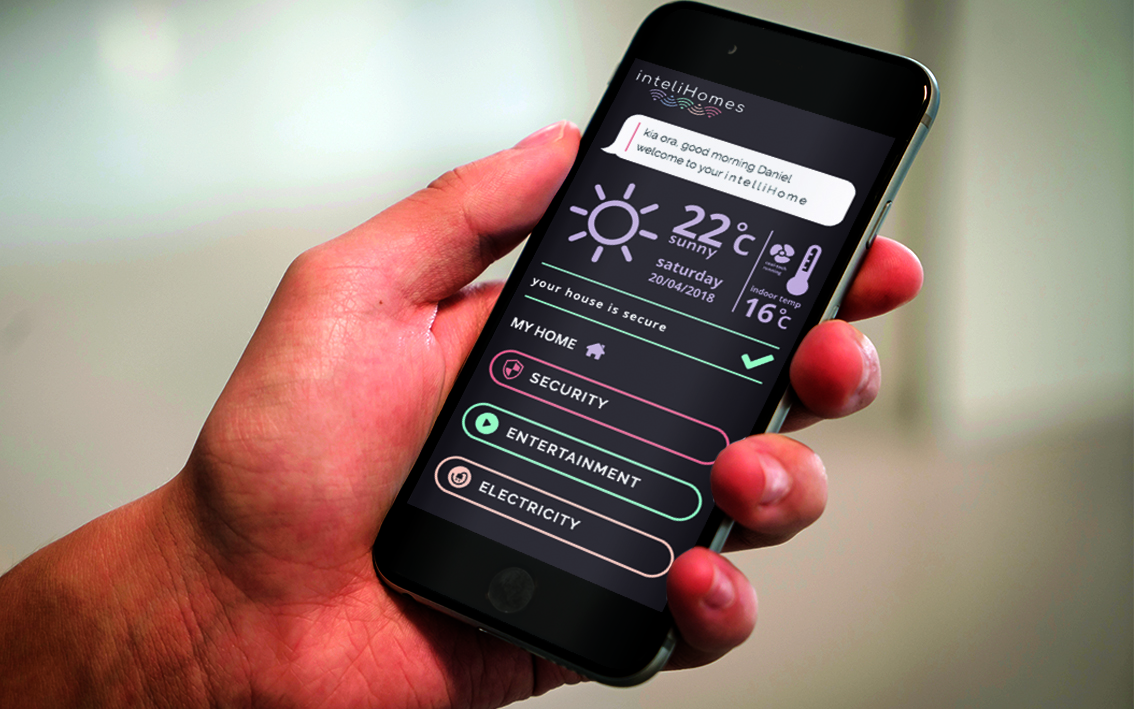 inteliHomes
kia ora, good morning Daniel
welcome to your intelliHome
22°C
sunny
saturday
20/04/2018
indoor temp
16°C
your house is secure
MY HOME
SECURITY
ENTERTAINMENT
ELECTRICITY